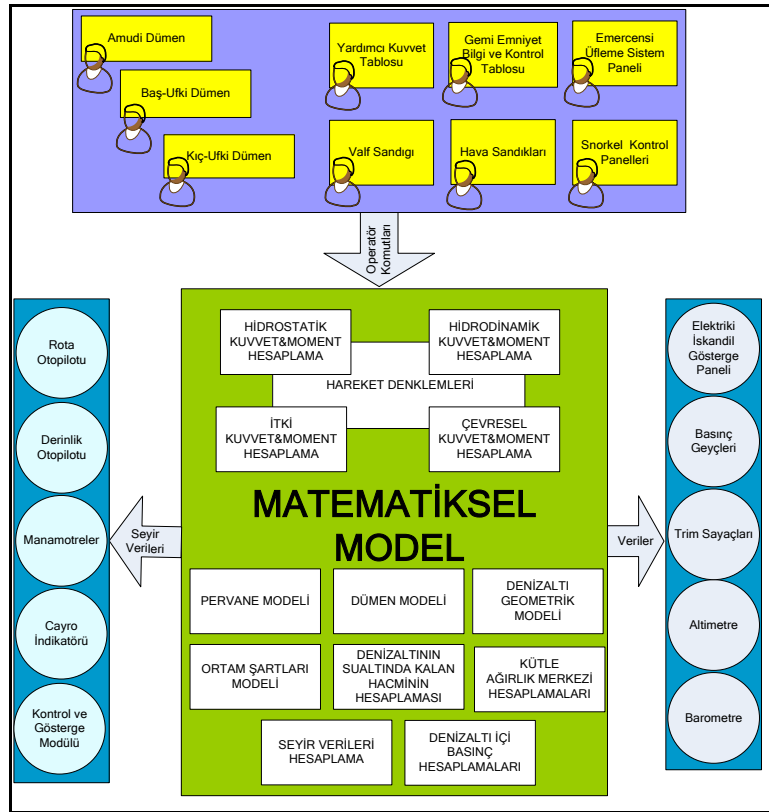 Amudi Dümen
Baş-Ufki Dümen
Kıç-Ufki Dümen
Yardımcı Kuvvet
Tablosu
Gemi Emniyet
Bilgi ve Kontrol
Tablosu
Emercensi
Üfleme Sistem
Paneli
Valf Sandıgı
Hava Sandıkları
Snorkel Kontrol
Panelleri
Operatör
Komutları
Rota
Otopilotu
Derinlik
Otopilotu
Manamotreler
Cayro
İndikatörü
Kontrol ve
Gösterge
Modülü
Seyir
Verileri
HİDROSTATİK
KUVVET&MOMENT
HESAPLAMA
HİDRODİNAMİK
KUVVET&MOMENT
HESAPLAMA
HAREKET DENKLEMLERİ
İTKİ
KUVVET&MOMENT
HESAPLAMA
ÇEVRESEL
KUVVET&MOMENT
HESAPLAMA
MATEMATİKSEL
MODEL
PERVANE MODELİ
DÜMEN MODELİ
DENİZALTI
GEOMETRİK
MODELİ
ORTAM ŞARTLARI
MODELİ
DENİZALTININ
SUALTINDA KALAN
HACMİNİN
HESAPLAMASI
KÜTLE
AĞIRLIK MERKEZİ
HESAPLAMALARI
SEYİR VERİLERİ
HESAPLAMA
DENİZALTI İÇİ
BASINÇ
HESAPLAMALARI
Veriler
Elektriki
İskandil
Gösterge
Paneli
Basınç
Geyçleri
Trim Sayaçları
Altimetre
Barometre